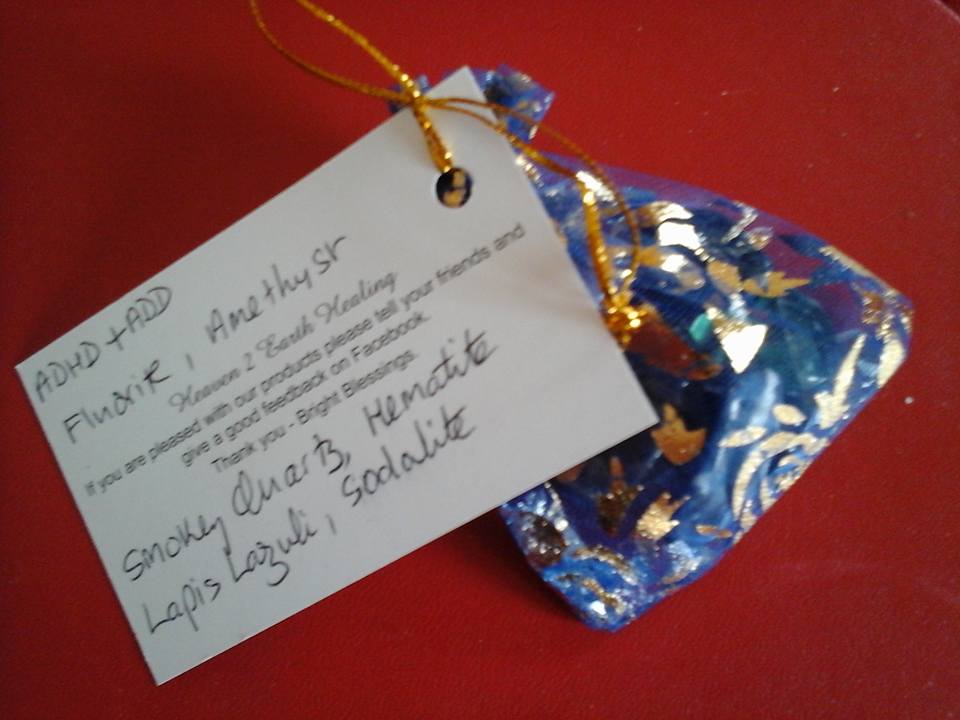 ADHD + ADD
Fluorite, Amethyst
Heaven 2 Earth Healing
If you are pleased with our products please tell your friends and
give a good feedback on Facebook.
Thank you - Bright Blessings.
Smokey Quartz, Hematite
Lapis Lazuli, Sodalite